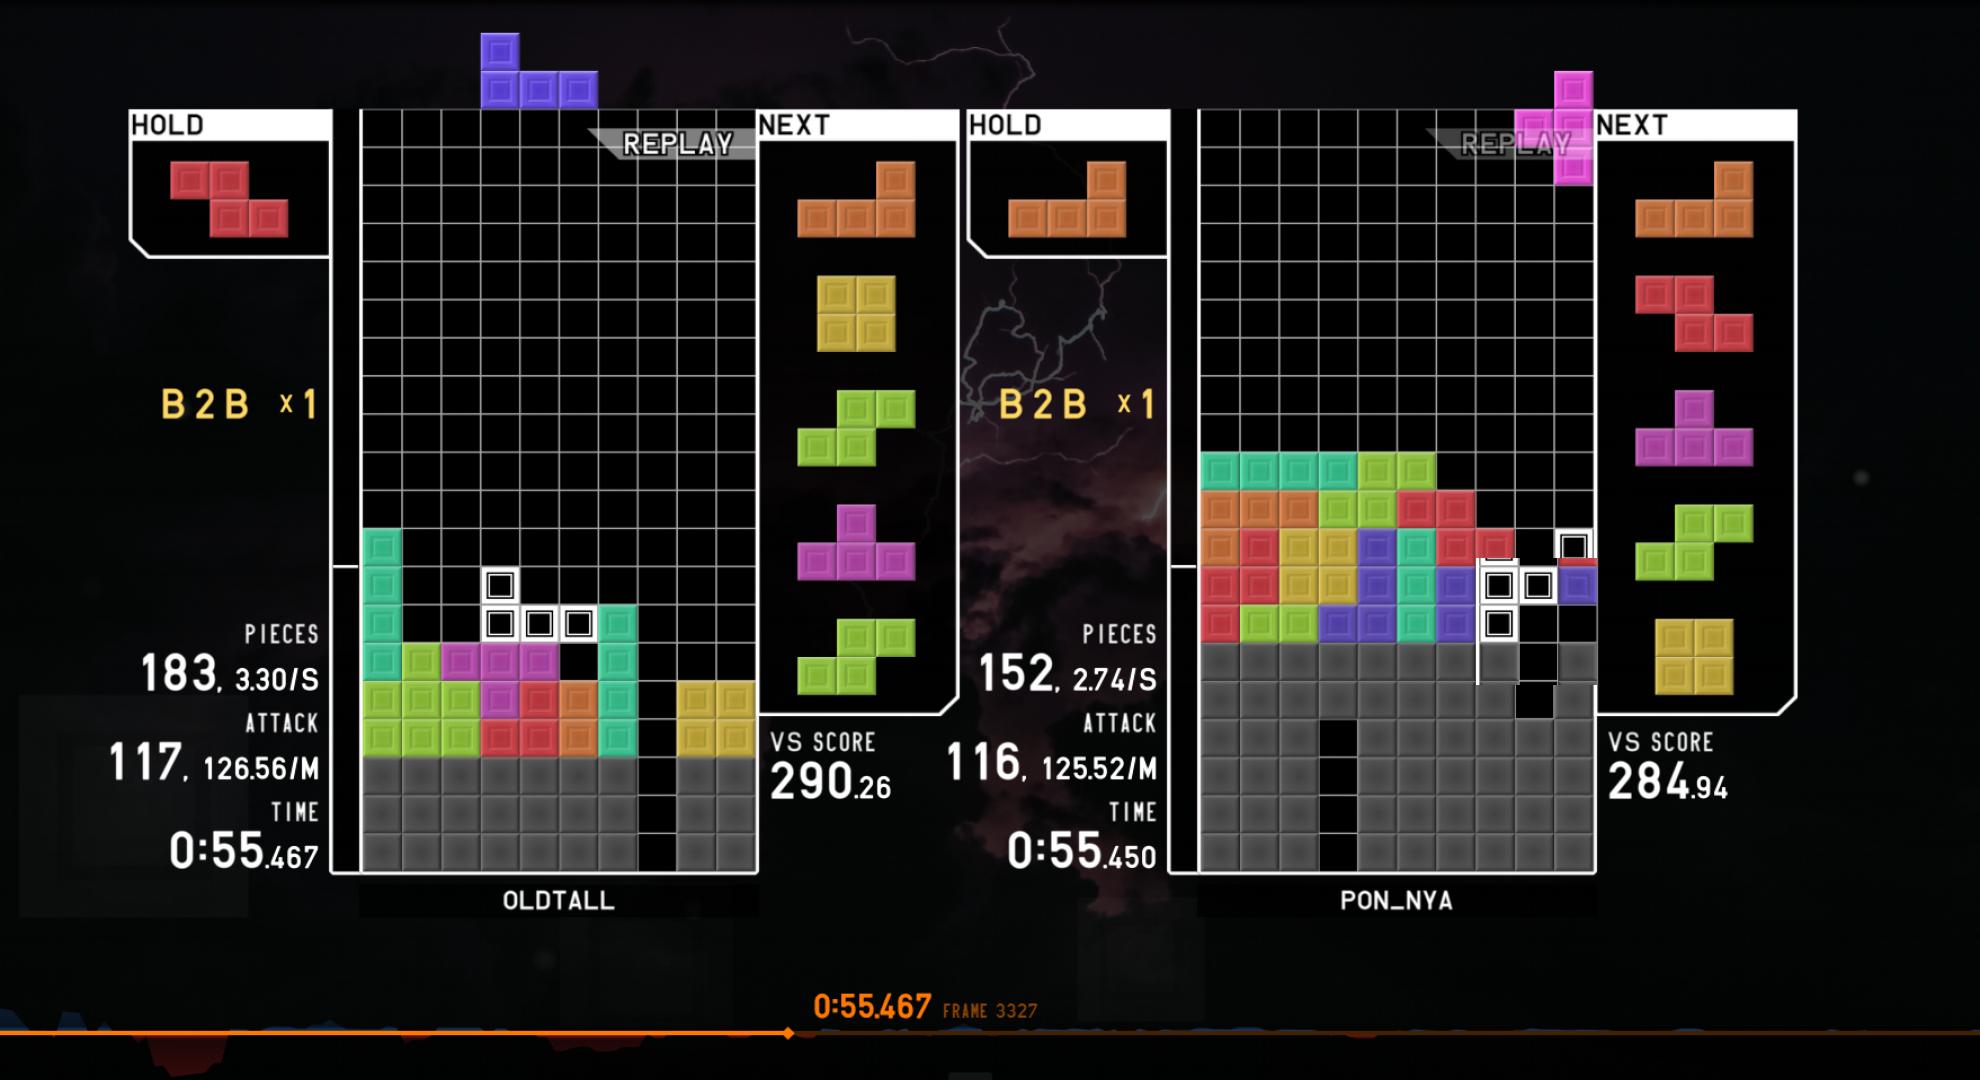 HOLD
REPLAY
NEXT
B2B x1
PIECES
183, 3.30/S
ATTACK
117, 126.56/M
TIME
0:55.467
VS SCORE
290.26
OLDTALL
HOLD
REPLAY
NEXT
B2B x1
PIECES
152, 2.74/S
ATTACK
116, 125.52/M
TIME
0:55.450
VS SCORE
284.94
PON_NYA
0:55.467 FRAME 3327